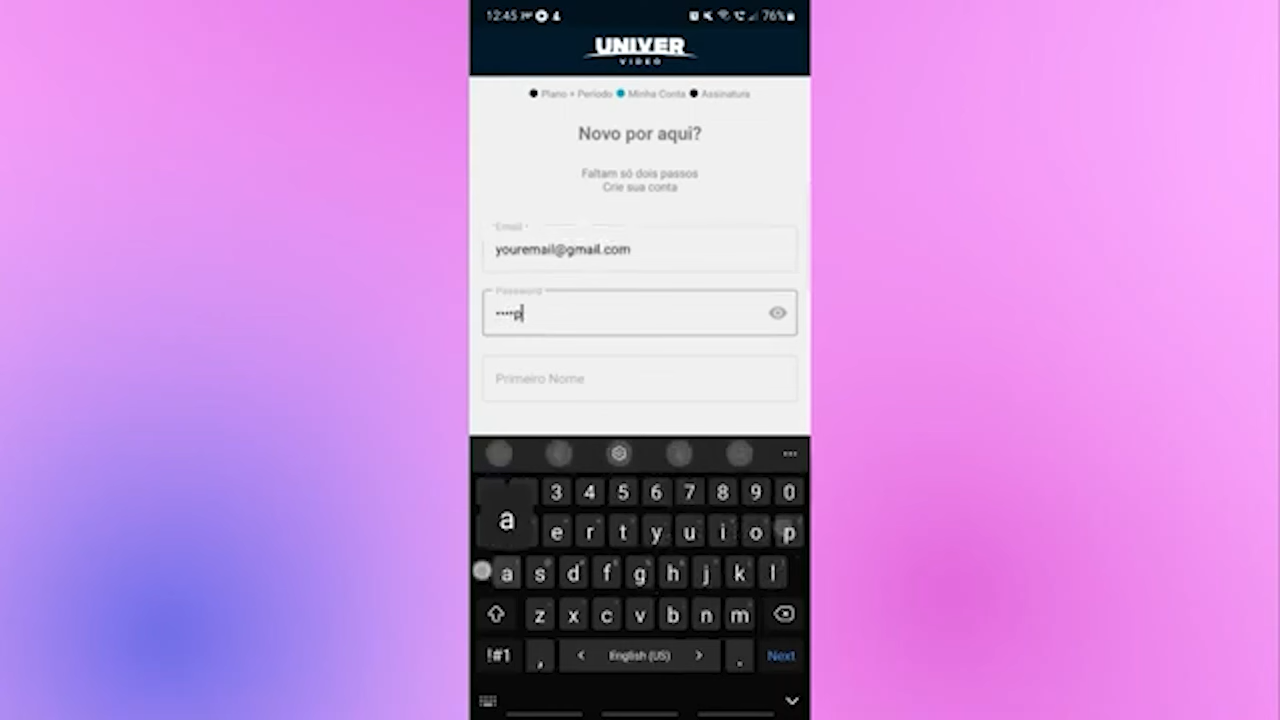 12:45
76%
UNIVER
VIDEO
Plano + Período Minha Conta Assinatura
Novo por aqui?
Faltam só dois passos
Crie sua conta
Email *
youremail@gmail.com
Password
••••p
Primeiro Nome
3 4 5 6 7 8 9 0
a
e r t y u i o p
a s d f g h j k l
z x c v b n m
!#1 , < English (US) > . Next